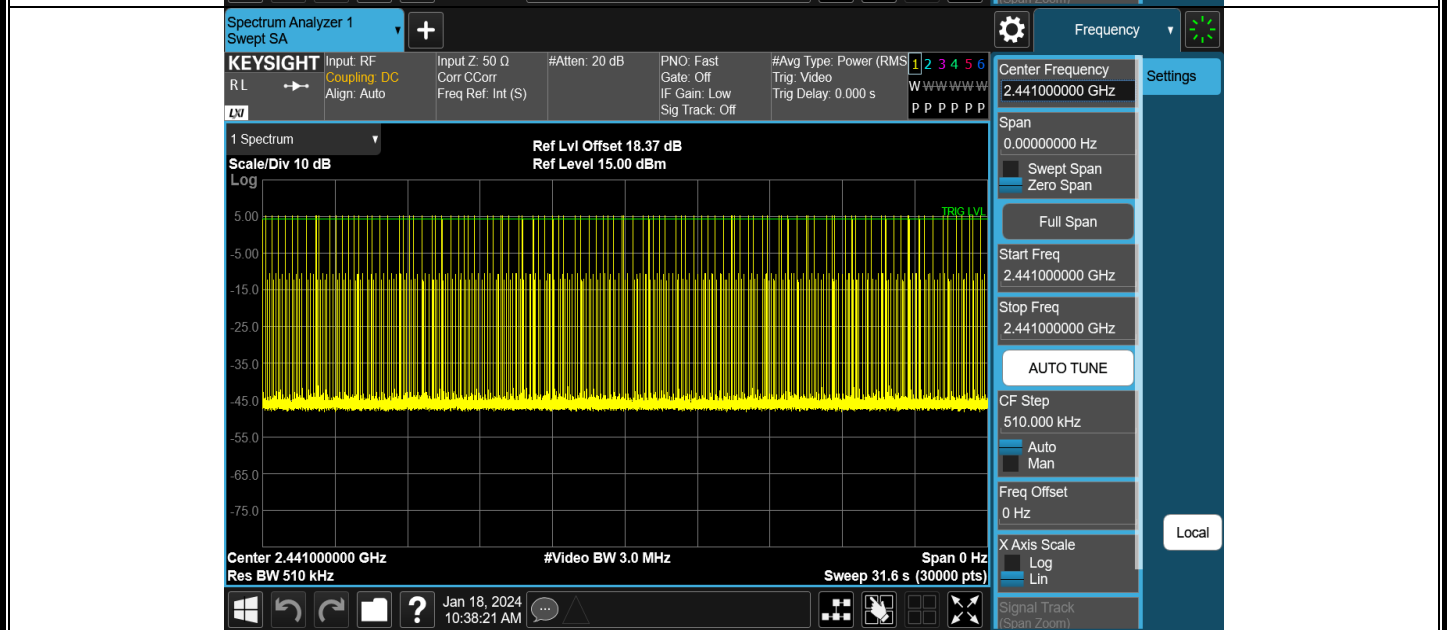 (Span Zoom)
Spectrum Analyzer 1
Swept SA
+
Frequency
KEYSIGHT
R L
LXI
Input: RF
Coupling: DC
Align: Auto
Input Z: 50 Ω
Corr CCorr
Freq Ref: Int (S)
#Atten: 20 dB
PNO: Fast
Gate: Off
IF Gain: Low
Sig Track: Off
#Avg Type: Power (RMS
Trig: Video
Trig Delay: 0.000 s
1 2 3 4 5 6
W W W W W W
P P P P P P
1 Spectrum
Scale/Div 10 dB
Log
Ref Lvl Offset 18.37 dB
Ref Level 15.00 dBm
TRIG LVL
5.00
-5.00
-15.0
-25.0
-35.0
-45.0
-55.0
-65.0
-75.0
Center 2.441000000 GHz
#Video BW 3.0 MHz
Span 0 Hz
Res BW 510 kHz
Sweep 31.6 s (30000 pts)
Center Frequency
2.441000000 GHz
Settings
Span
0.00000000 Hz
Swept Span
Zero Span
Full Span
Start Freq
2.441000000 GHz
Stop Freq
2.441000000 GHz
AUTO TUNE
CF Step
510.000 kHz
Auto
Man
Freq Offset
0 Hz
X Axis Scale
Log
Lin
Local
Signal Track
(Span Zoom)
?
Jan 18, 2024
10:38:21 AM